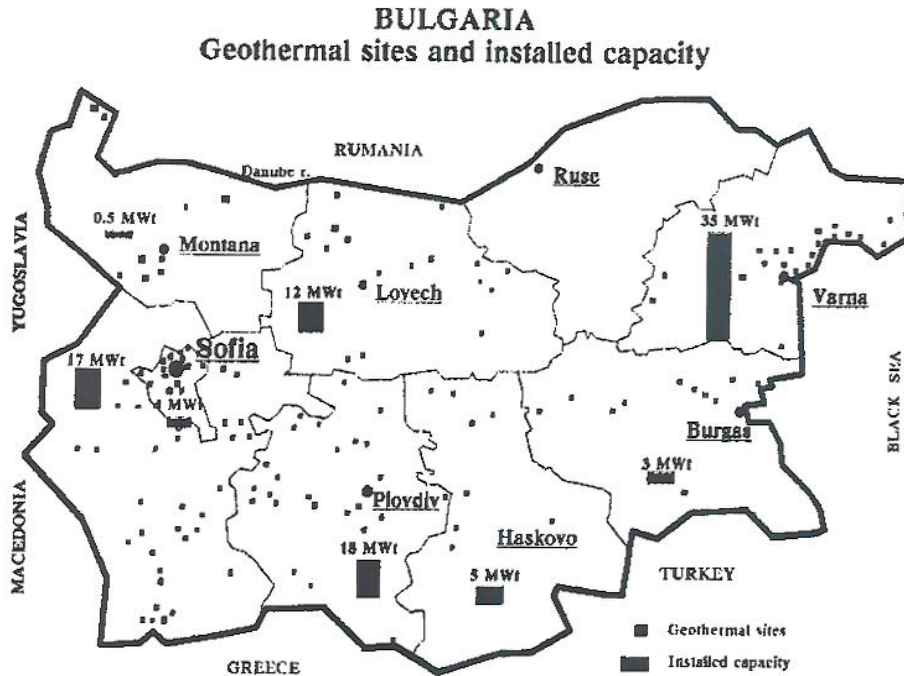 BULGARIA
Geothermal sites and installed capacity
RUMANIA
Danube r.
Ruse
YUGOSLAVIA
0.5 MWt
Montana
35 MWt
12 MWt
Lovech
Varna
Sofia
17 MWt
MWt
BLACK SEA
Burgas
3 MWt
MACEDONIA
Plovdiv
Haskovo
18 MWt
5 MWt
TURKEY
Geothermal sites
GREECE
Installed capacity